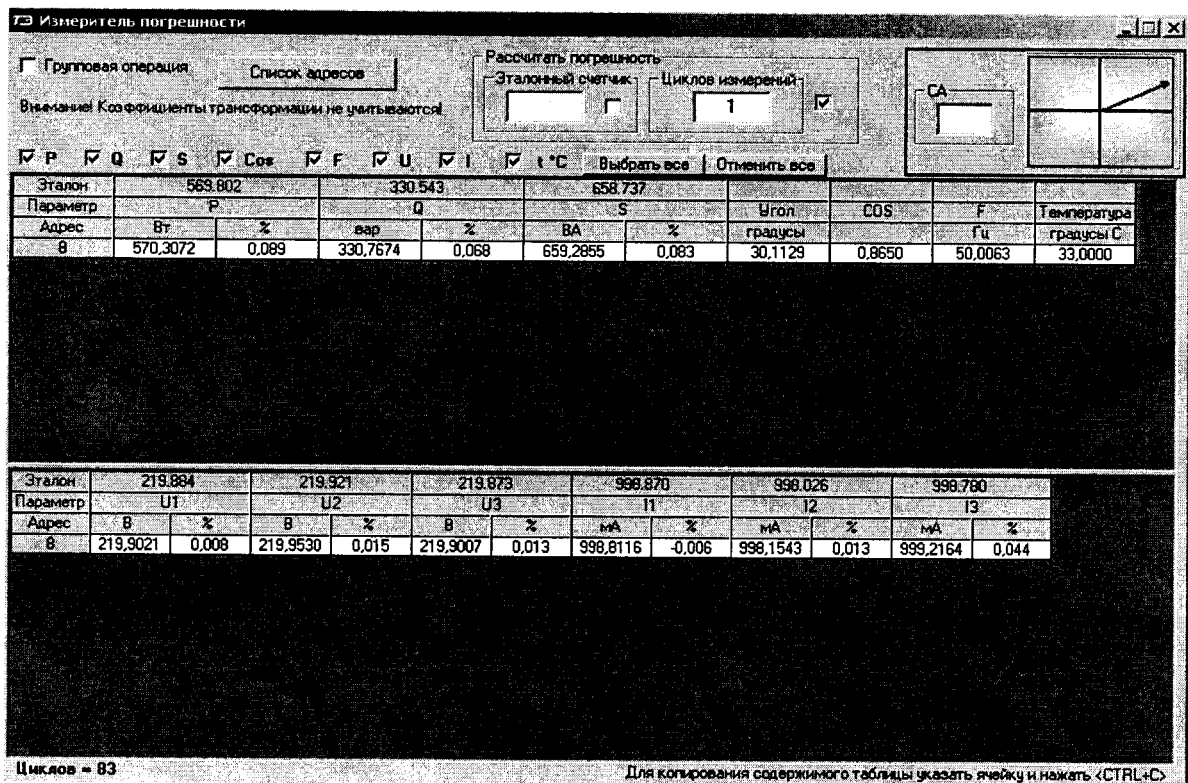 ТЭ Измеритель погрешности
Групповая операция
Список адресов
Рассчитать погрешность
Эталонный счетчик
Циклов измерений
1
СА
Внимание! Коэффициенты трансформации не учитываются!
P Q S Cos F U I t °C Выбрать все Отменить все
Эталон 569.802 330.543 658.737
Параметр P Q S Угол COS F Температура
Адрес Вт % вар % ВА % градусы Гц градусы С
8 570,3072 0,089 330,7674 0,068 659,2855 0,083 30,1129 0,8650 50,0063 33,0000
Эталон 219.884 219.921 219.873 998.870 998.026 998.780
Параметр U1 U2 U3 I1 I2 I3
Адрес В % В % В % мА % мА % мА %
8 219,9021 0,008 219,9530 0,015 219,9007 0,013 998,8116 -0,006 998,1543 0,013 999,2164 0,044
Циклов = 83
Для копирования содержимого таблицы указать ячейку и нажать <CTRL+C>